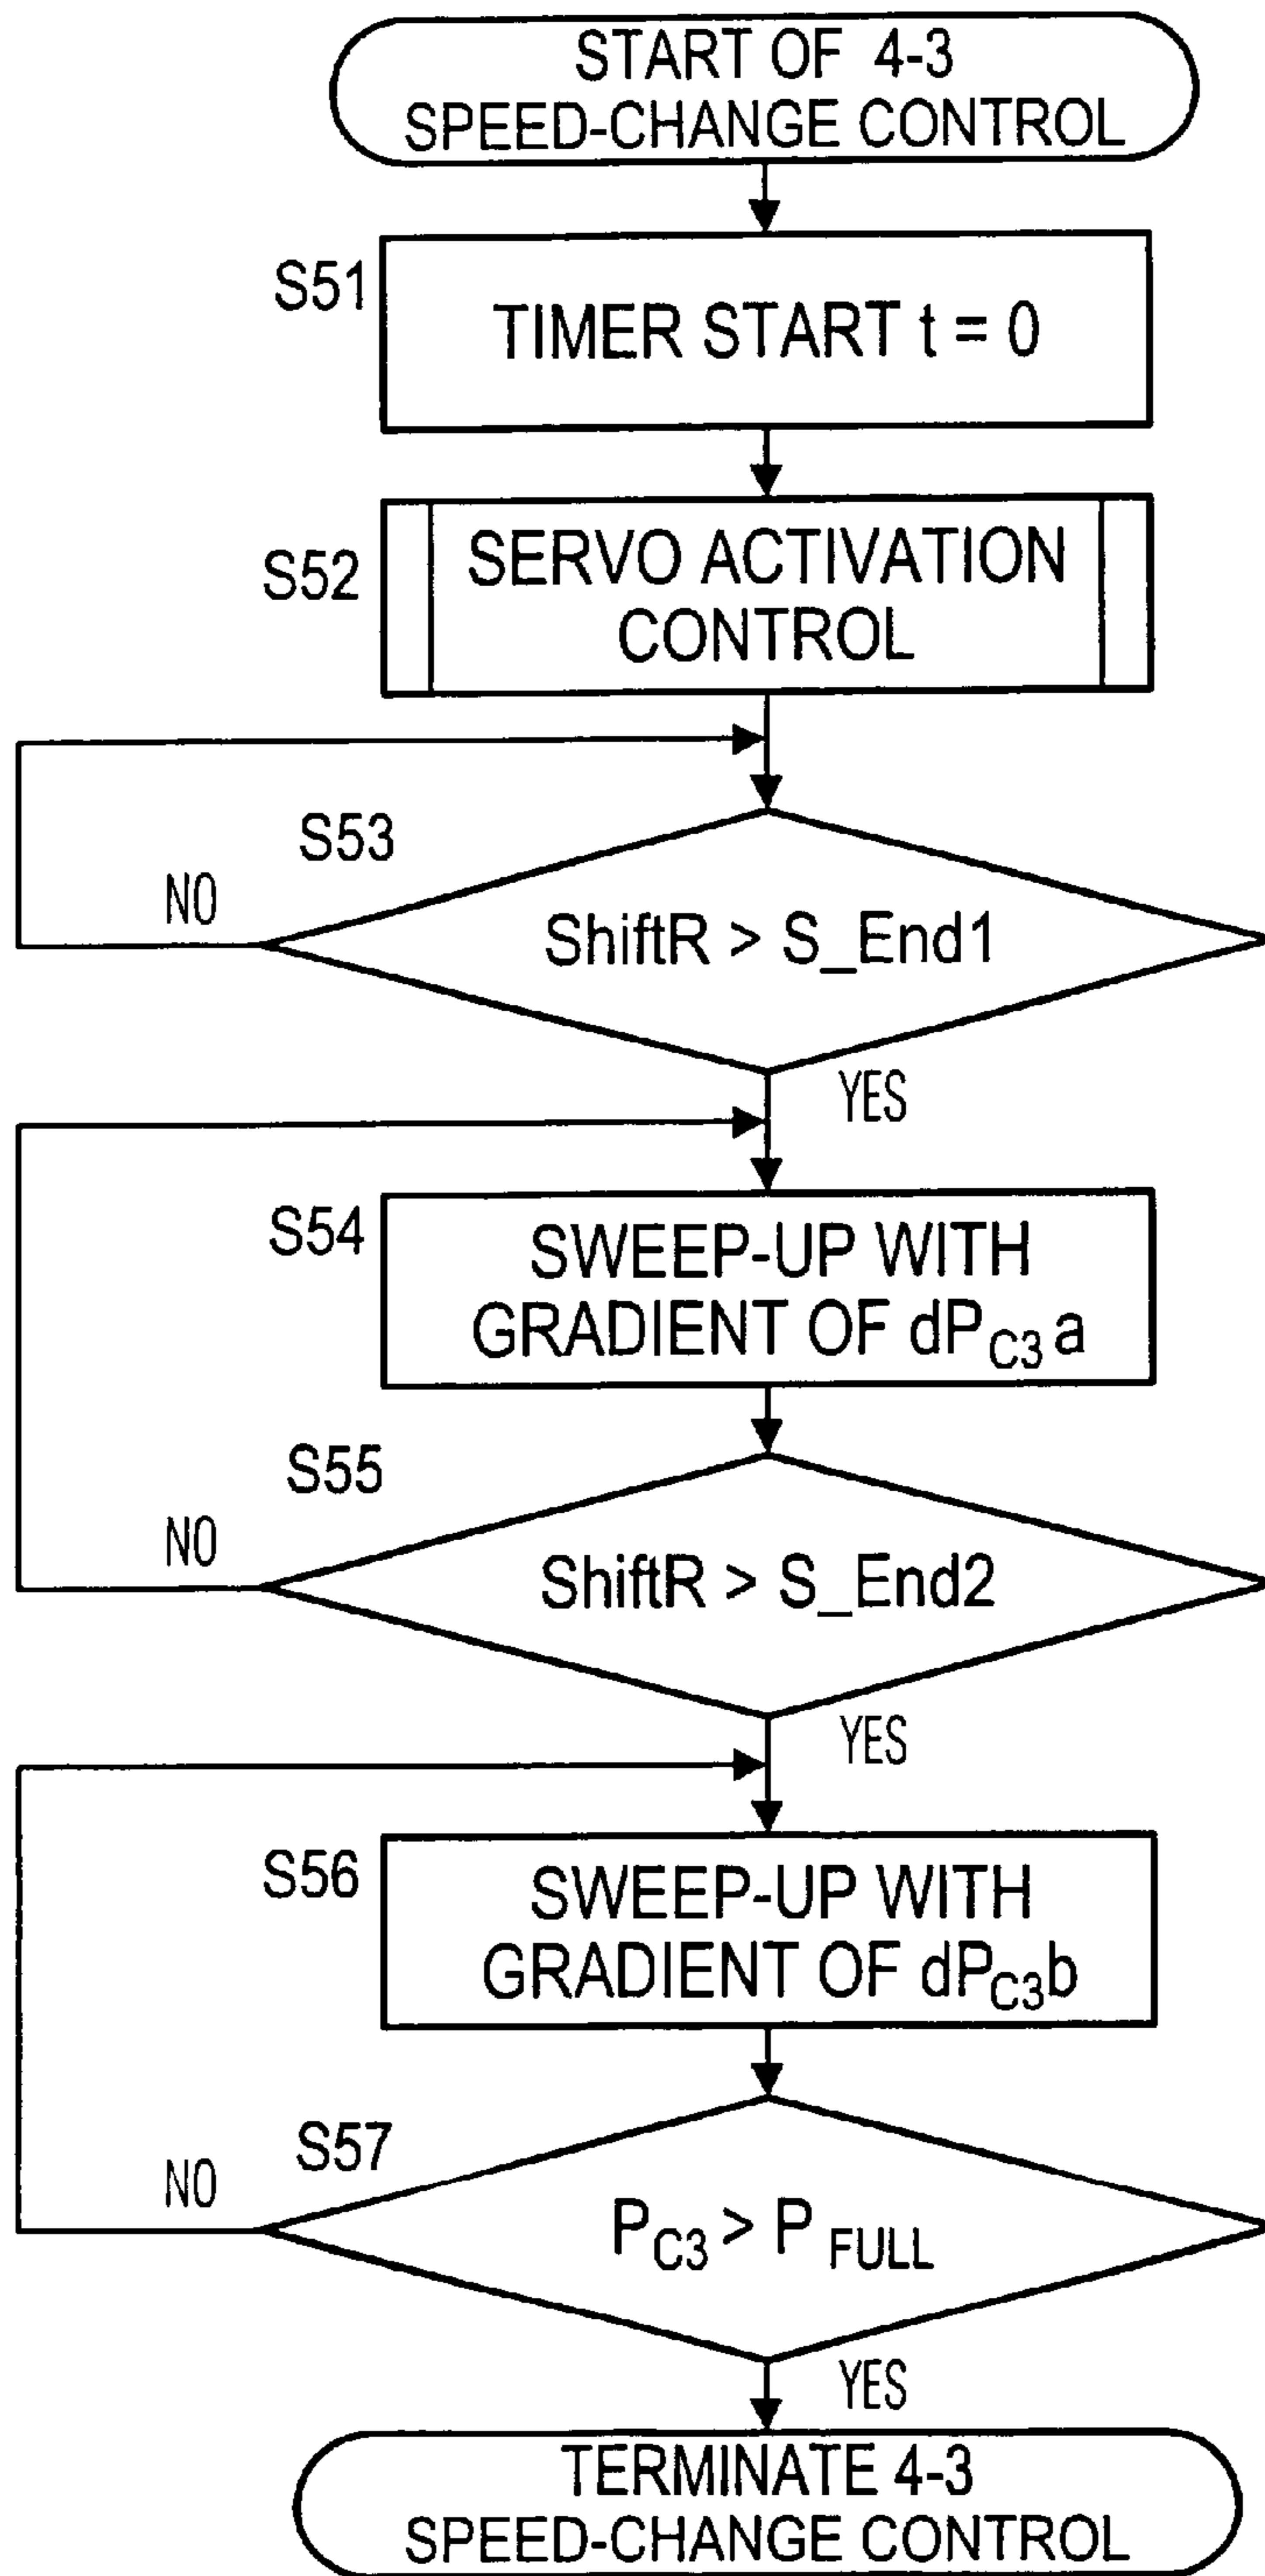 START OF 4-3
SPEED-CHANGE CONTROL
S51
TIMER START t = 0
S52
SERVO ACTIVATION
CONTROL
S53
NO
ShiftR > S_End1
YES
S54
SWEEP-UP WITH
GRADIENT OF dPC3 a
S55
NO
ShiftR > S_End2
YES
S56
SWEEP-UP WITH
GRADIENT OF dPC3b
S57
NO
PC3 > P FULL
YES
TERMINATE 4-3
SPEED-CHANGE CONTROL